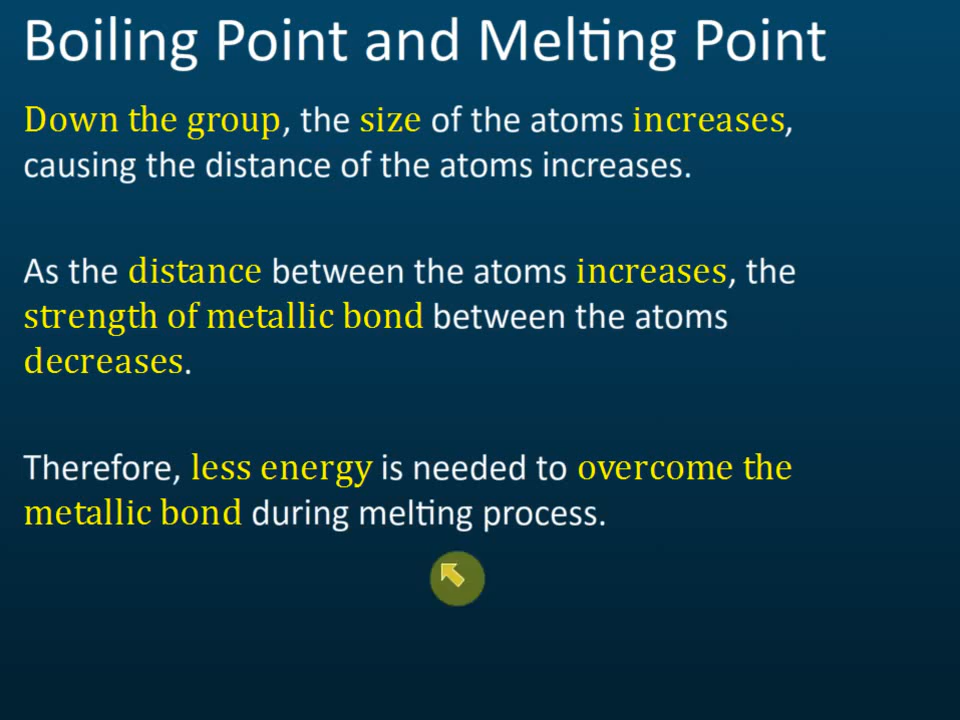 Boiling Point and Melting Point
Down the group, the size of the atoms increases,
causing the distance of the atoms increases.
As the distance between the atoms increases, the
strength of metallic bond between the atoms
decreases.
Therefore, less energy is needed to overcome the
metallic bond during melting process.